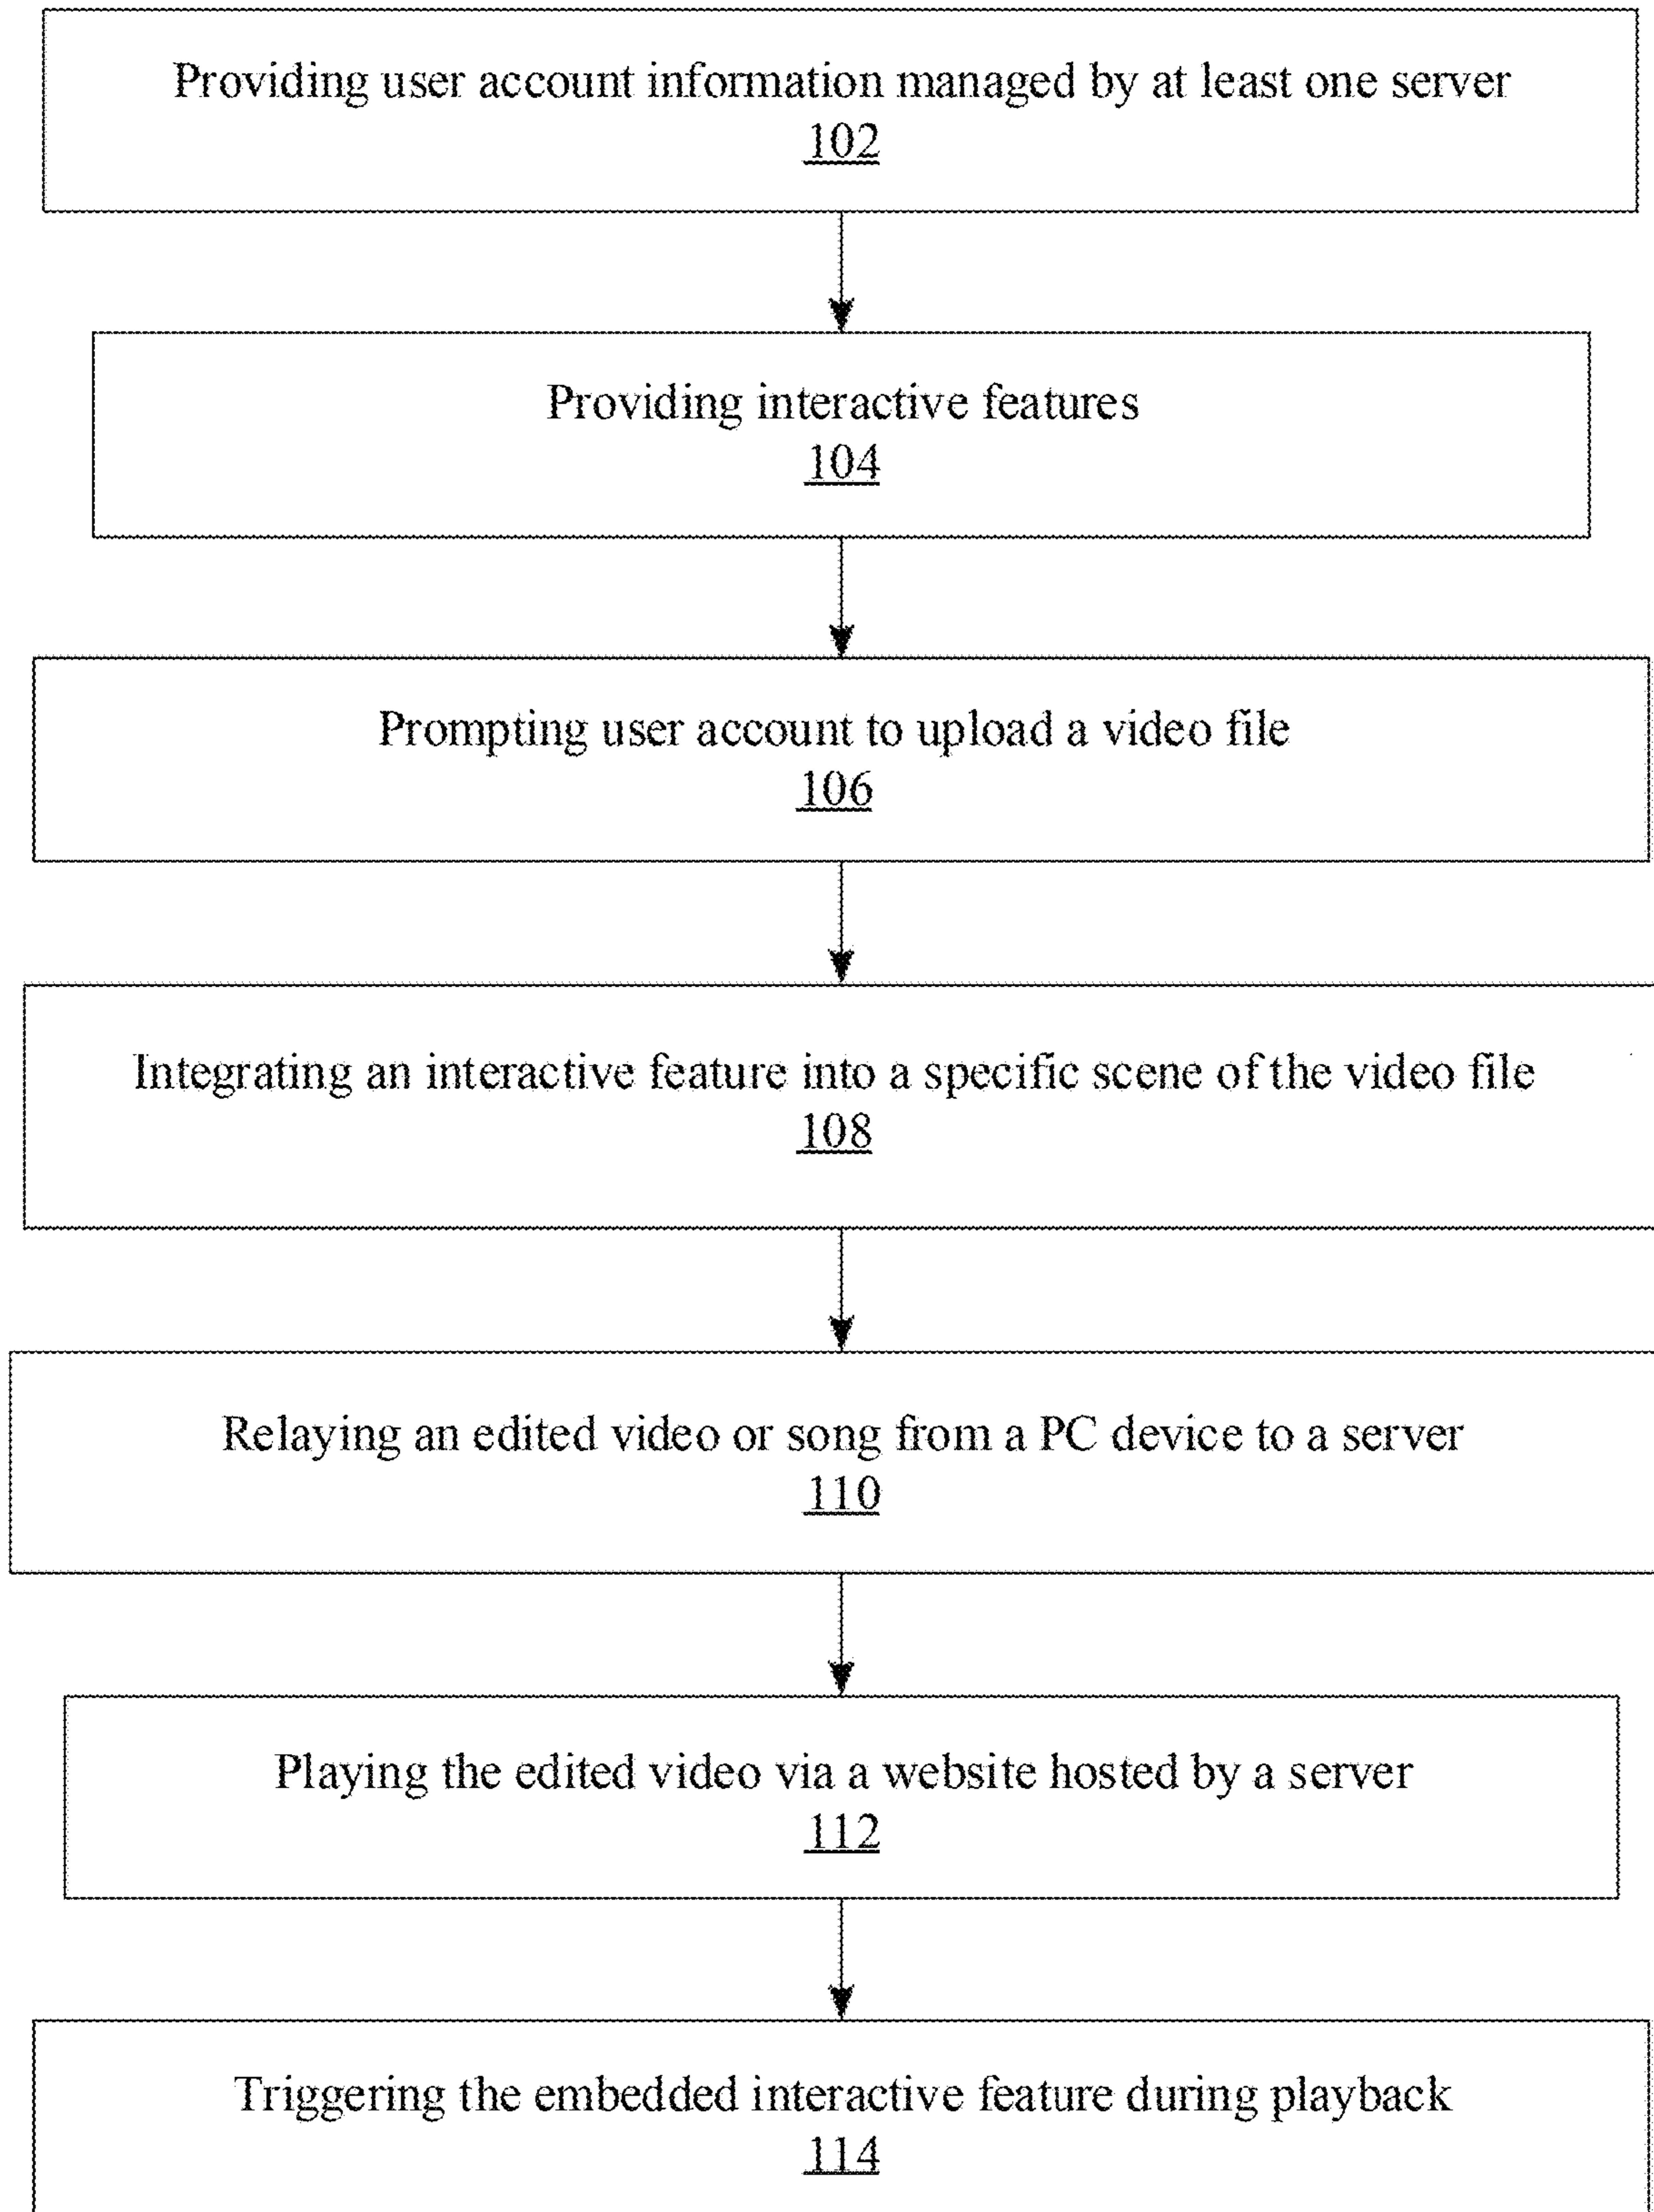 Providing user account information managed by at least one server
102
Providing interactive features
104
Prompting user account to upload a video file
106
Integrating an interactive feature into a specific scene of the video file
108
Relaying an edited video or song from a PC device to a server
110
Playing the edited video via a website hosted by a server
112
Triggering the embedded interactive feature during playback
114